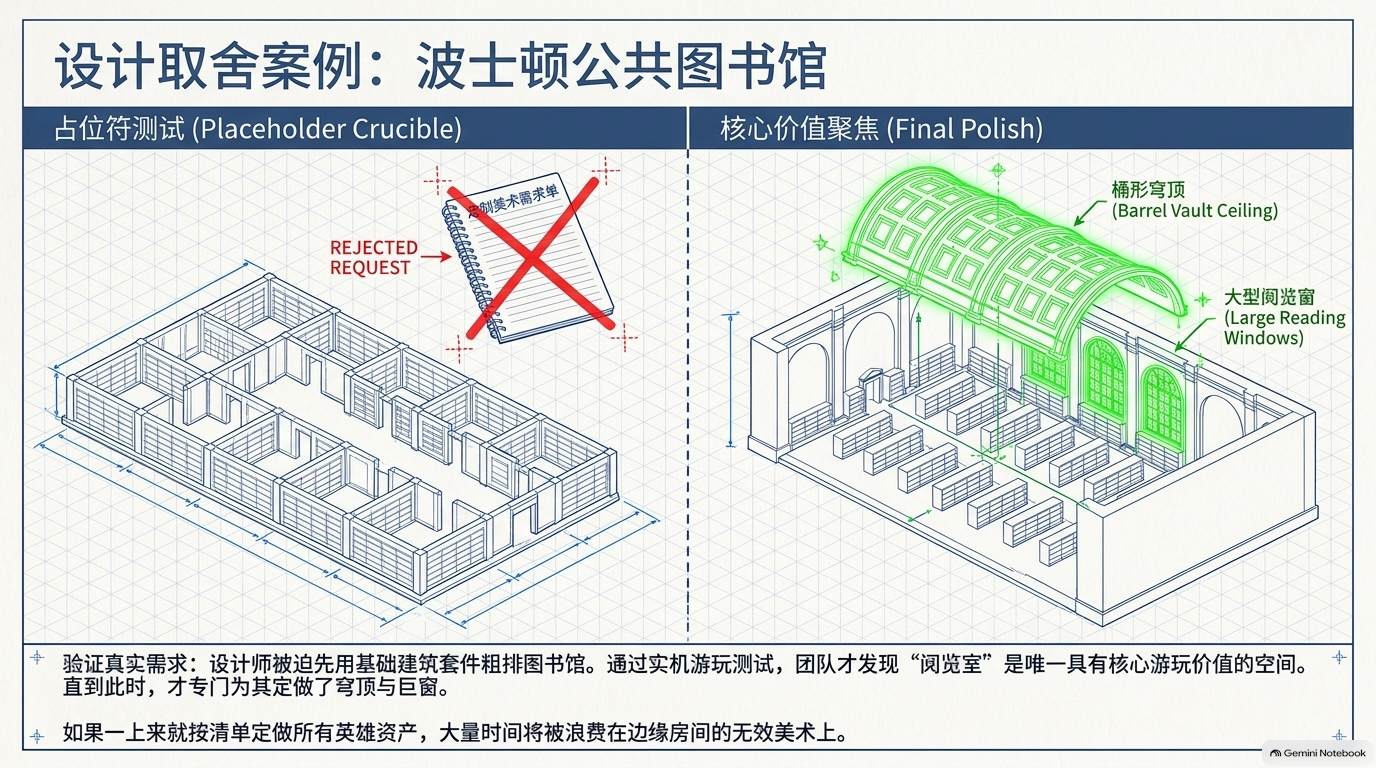 设计取舍案例：波士顿公共图书馆
占位符测试 (Placeholder Crucible)
核心价值聚焦 (Final Polish)
美术需求单
REJECTED
REQUEST
桶形穹顶
(Barrel Vault Ceiling)
大型阅览窗
(Large Reading
Windows)
验证真实需求：设计师被迫先用基础建筑套件粗排图书馆。通过实机游玩测试，团队才发现“阅览室”是唯一具有核心游玩价值的空间。
直到此时，才专门为其定做了穹顶与巨窗。
如果一上来就按清单定做所有英雄资产，大量时间将被浪费在边缘房间的无效美术上。
Gemini Notebook